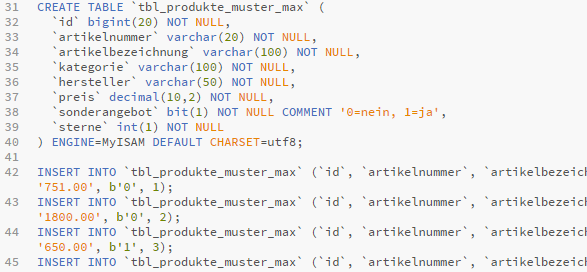 31 CREATE TABLE `tbl_produkte_muster_max` (
32 `id` bigint(20) NOT NULL,
33 `artikelnummer` varchar(20) NOT NULL,
34 `artikelbezeichnung` varchar(100) NOT NULL,
35 `kategorie` varchar(100) NOT NULL,
36 `hersteller` varchar(50) NOT NULL,
37 `preis` decimal(10,2) NOT NULL,
38 `sonderangebot` bit(1) NOT NULL COMMENT '0=nein, 1=ja',
39 `sterne` int(1) NOT NULL
40 ) ENGINE=MyISAM DEFAULT CHARSET=utf8;
41
42 INSERT INTO `tbl_produkte_muster_max` (`id`, `artikelnummer`, `artikelbezeich
'751.00', b'0', 1);
43 INSERT INTO `tbl_produkte_muster_max` (`id`, `artikelnummer`, `artikelbezeich
'1800.00', b'0', 2);
44 INSERT INTO `tbl_produkte_muster_max` (`id`, `artikelnummer`, `artikelbezeich
'650.00', b'1', 3);
45 INSERT INTO `tbl_produkte_muster_max` (`id`, `artikelnummer`, `artikelbezeich